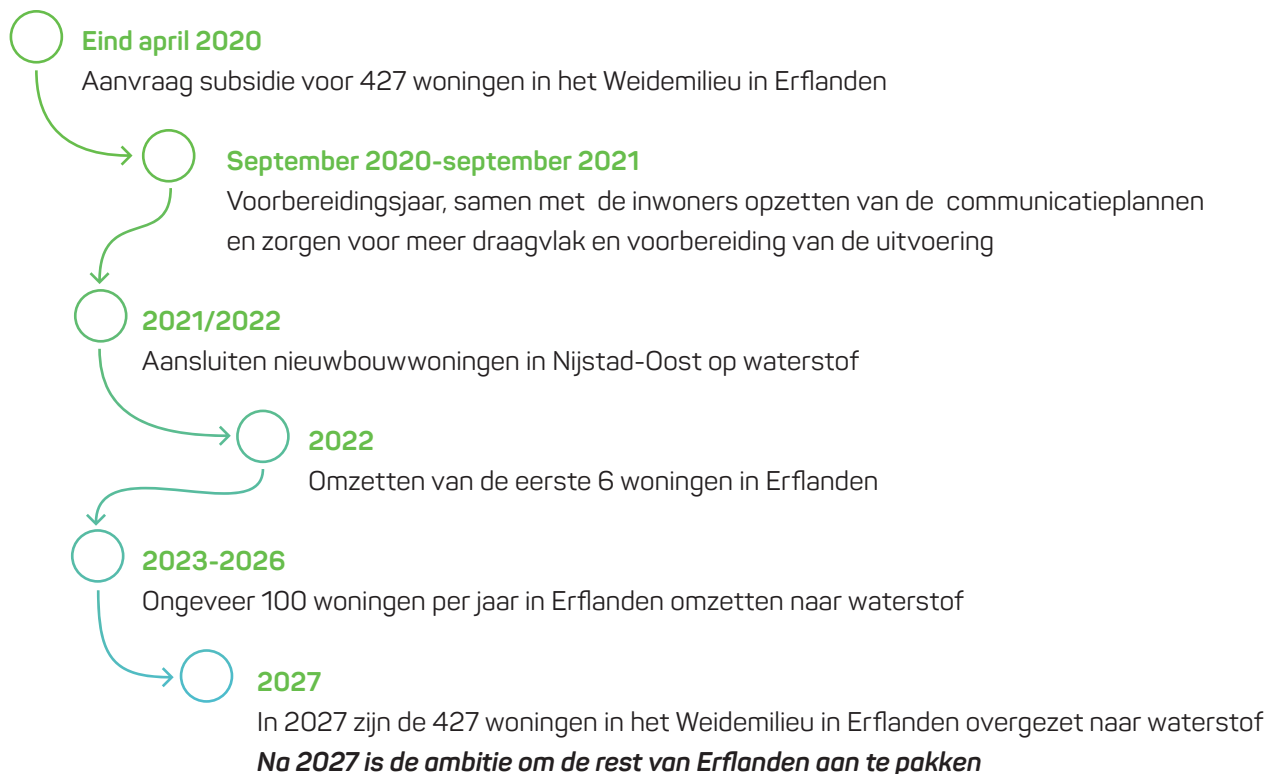 Eind april 2020
Aanvraag subsidie voor 427 woningen in het Weidemilieu in Erflanden
September 2020-september 2021
Voorbereidingsjaar, samen met de inwoners opzetten van de communicatieplannen
en zorgen voor meer draagvlak en voorbereiding van de uitvoering
2021/2022
Aansluiten nieuwbouwwoningen in Nijstad-Oost op waterstof
2022
Omzetten van de eerste 6 woningen in Erflanden
2023-2026
Ongeveer 100 woningen per jaar in Erflanden omzetten naar waterstof
2027
In 2027 zijn de 427 woningen in het Weidemilieu in Erflanden overgezet naar waterstof
Na 2027 is de ambitie om de rest van Erflanden aan te pakken